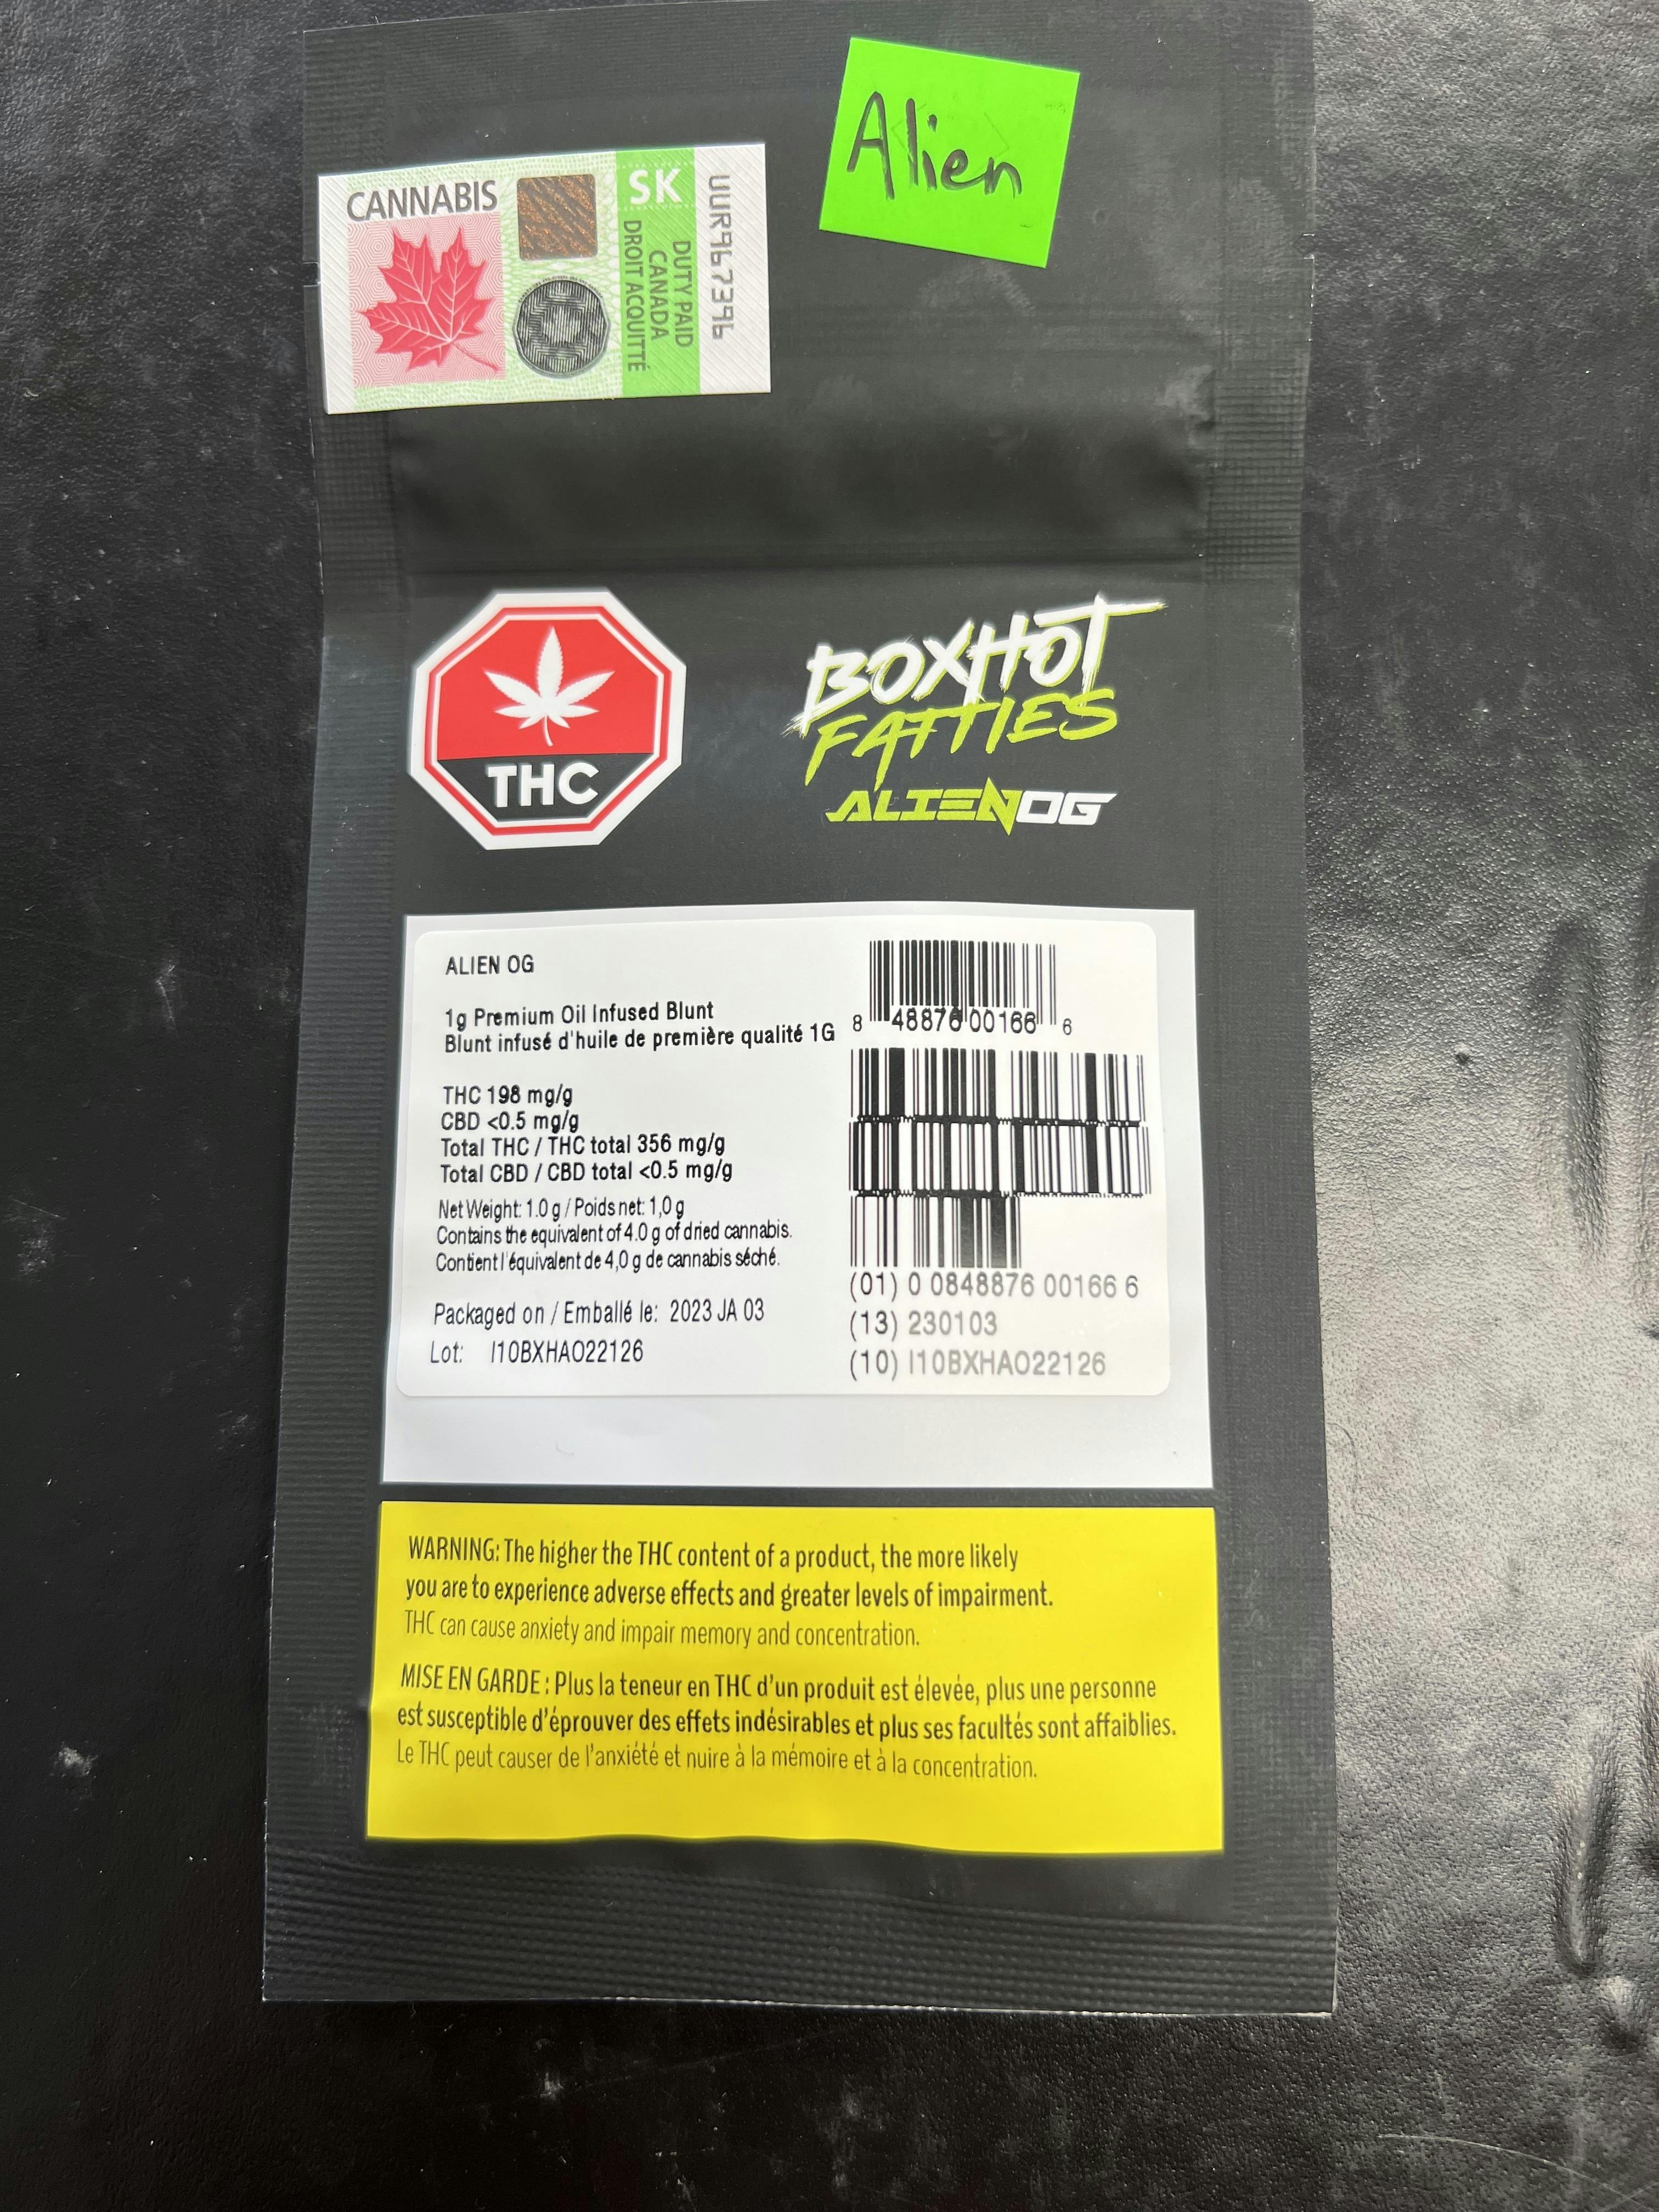 Alien
CANNABIS
SK
DUTY PAID
CANADA
DROIT ACQUITTÉ
UUR967396
THC
BOXHOT
FATTIES
ALIEN OG
ALIEN OG
1g Premium Oil Infused Blunt
Blunt infusé d'huile de première qualité 1G
THC 198 mg/g
CBD <0.5 mg/g
Total THC / THC total 356 mg/g
Total CBD / CBD total <0.5 mg/g
Net Weight: 1.0 g / Poids net: 1,0 g
Contains the equivalent of 4.0 g of dried cannabis.
Contient l'équivalent de 4,0 g de cannabis séché.
Packaged on / Emballé le: 2023 JA 03
Lot: I10BXHAO22126
8 48876 00166 6
(01) 0 0848876 00166 6
(13) 230103
(10) I10BXHAO22126
WARNING: The higher the THC content of a product, the more likely
you are to experience adverse effects and greater levels of impairment.
THC can cause anxiety and impair memory and concentration.
MISE EN GARDE : Plus la teneur en THC d'un produit est élevée, plus une personne
est susceptible d'éprouver des effets indésirables et plus ses facultés sont affaiblies.
Le THC peut causer de l'anxiété et nuire à la mémoire et à la concentration.